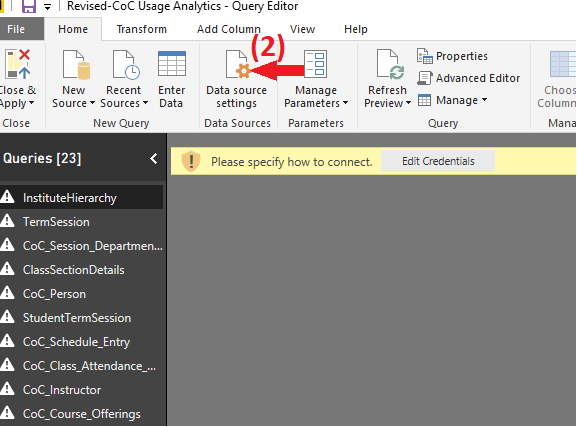 Revised-CoC Usage Analytics - Query Editor
File Home Transform Add Column View Help
(2)
Close &
Apply
New
Source
Recent
Sources
Enter
Data
Data source
settings
Manage
Parameters
Refresh
Preview
Properties
Advanced Editor
Manage
Choos
Column
Close New Query Data Sources Parameters Query Mana
Queries [23]
Please specify how to connect. Edit Credentials
InstituteHierarchy
TermSession
CoC_Session_Departmen...
ClassSectionDetails
CoC_Person
StudentTermSession
CoC_Schedule_Entry
CoC_Class_Attendance_...
CoC_Instructor
CoC_Course_Offerings